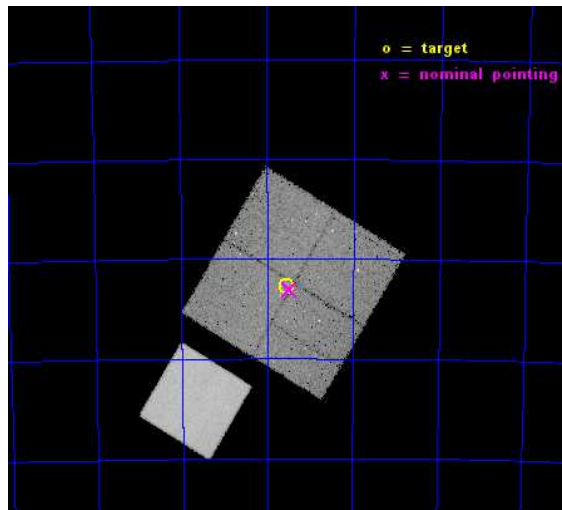 o = target
x = nominal pointing